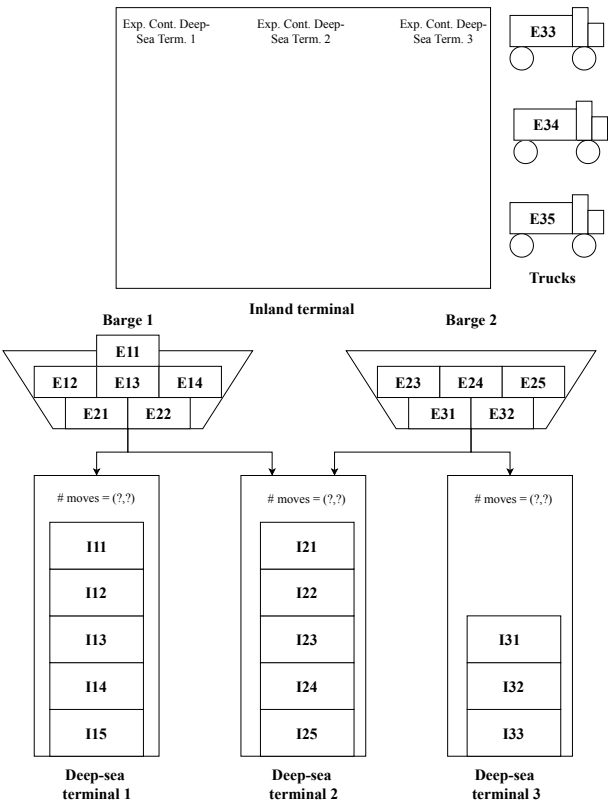 Exp. Cont. Deep-
Sea Term. 1
Exp. Cont. Deep-
Sea Term. 2
Exp. Cont. Deep-
Sea Term. 3
E33
E34
E35
Trucks
Inland terminal
Barge 1
E11
E12 E13 E14
E21 E22
Barge 2
E23 E24 E25
E31 E32
# moves = (?,?)
I11
I12
I13
I14
I15
Deep-sea
terminal 1
# moves = (?,?)
I21
I22
I23
I24
I25
Deep-sea
terminal 2
# moves = (?,?)
I31
I32
I33
Deep-sea
terminal 3